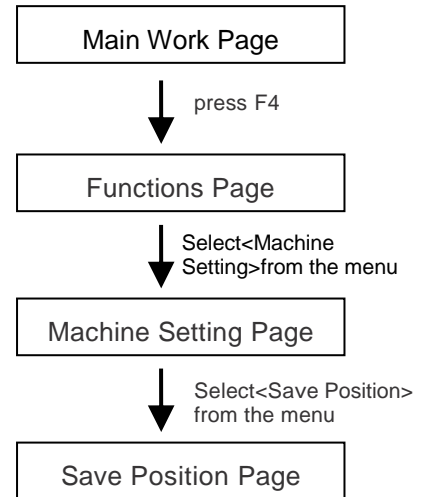 Main Work Page
press F4
Functions Page
Select<Machine
Setting>from the menu
Machine Setting Page
Select<Save Position>
from the menu
Save Position Page